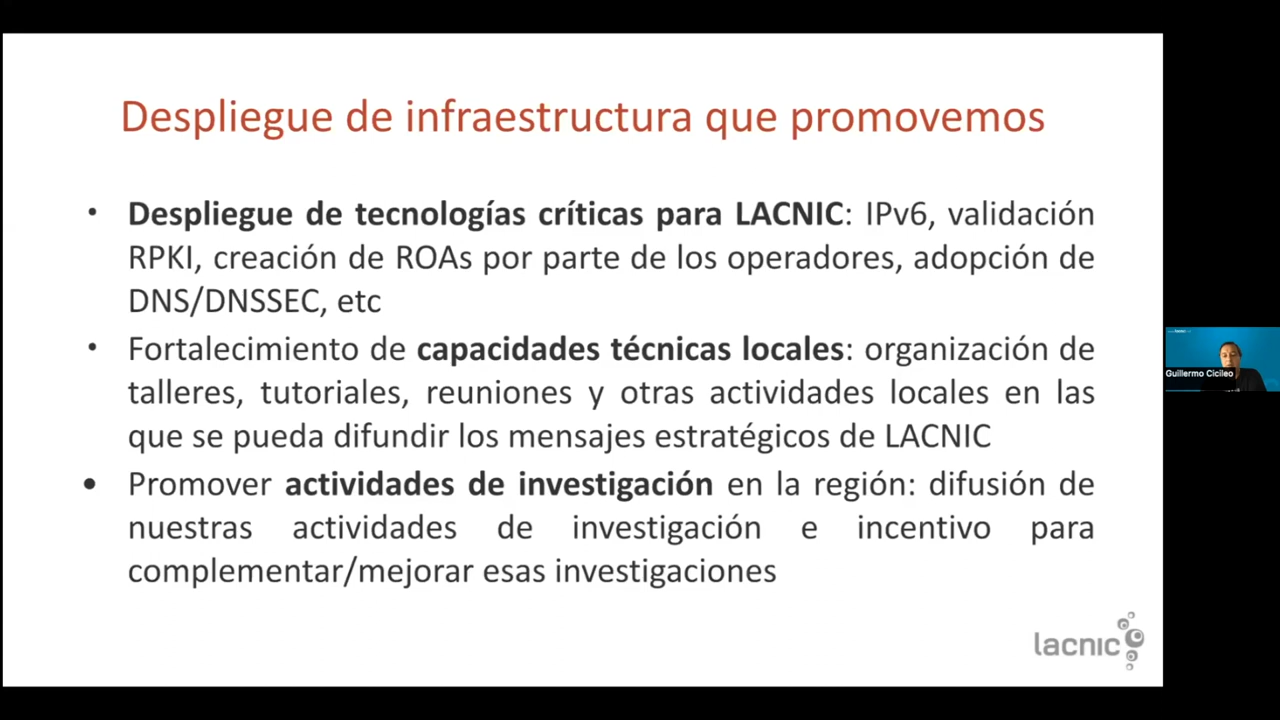 Despliegue de infraestructura que promovemos
• Despliegue de tecnologías críticas para LACNIC: IPv6, validación
RPKI, creación de ROAs por parte de los operadores, adopción de
DNS/DNSSEC, etc
• Fortalecimiento de capacidades técnicas locales: organización de
talleres, tutoriales, reuniones y otras actividades locales en las
que se pueda difundir los mensajes estratégicos de LACNIC
• Promover actividades de investigación en la región: difusión de
nuestras actividades de investigación e incentivo para
complementar/mejorar esas investigaciones
lacnic
Guillermo Cicileo